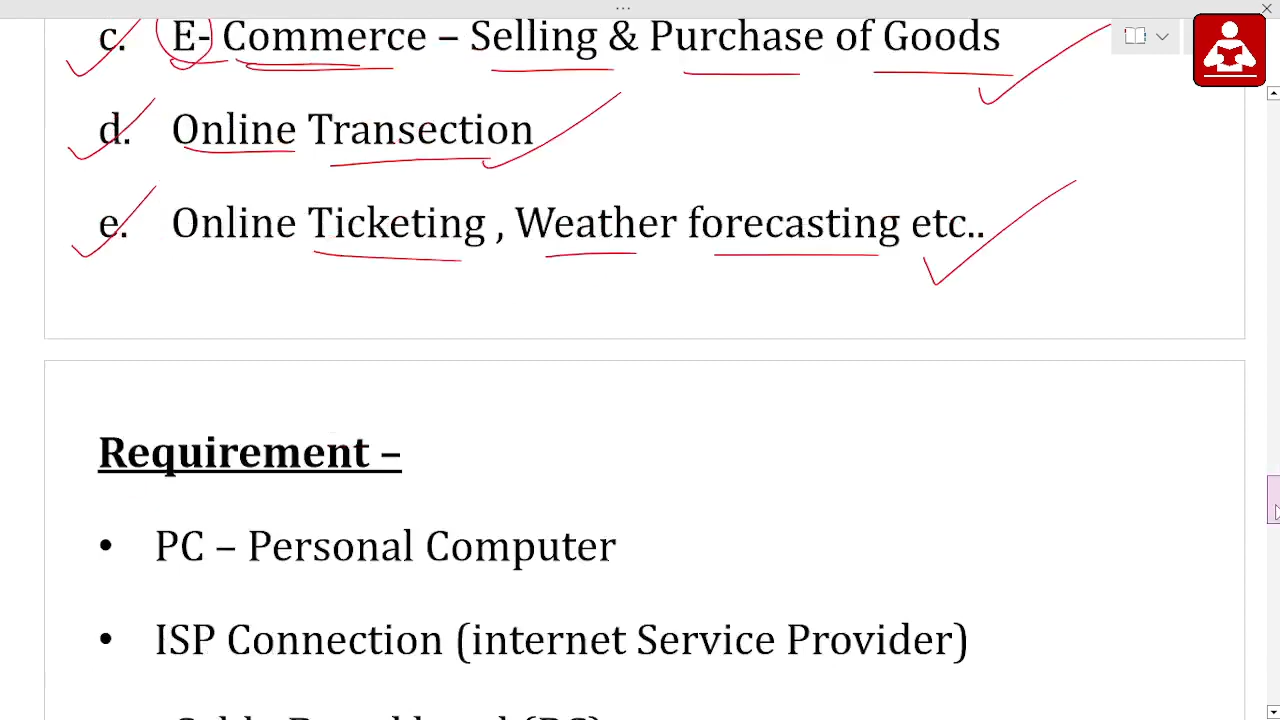 c. E- Commerce – Selling & Purchase of Goods
d. Online Transection
e. Online Ticketing , Weather forecasting etc..
Requirement –
• PC – Personal Computer
• ISP Connection (internet Service Provider)